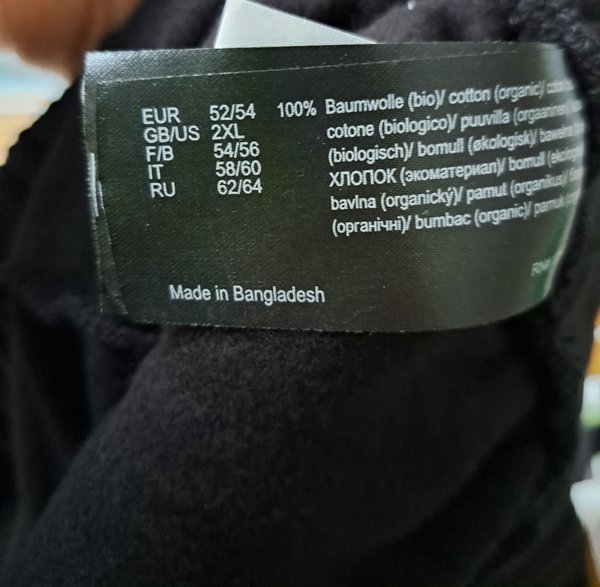 EUR 52/54
GB/US 2XL
F/B 54/56
IT 58/60
RU 62/64
100% Baumwolle (bio)/ cotton (organic)/
cotone (biologico)/ puuvilla (orgaaninen)
(biologisch)/ bomull (økologisk)/
ХЛОПОК (экоматериал)/ bomull
bavlna (organický)/ pamut (organikus)/
(органічні)/ bumbac (organic)/
Made in Bangladesh